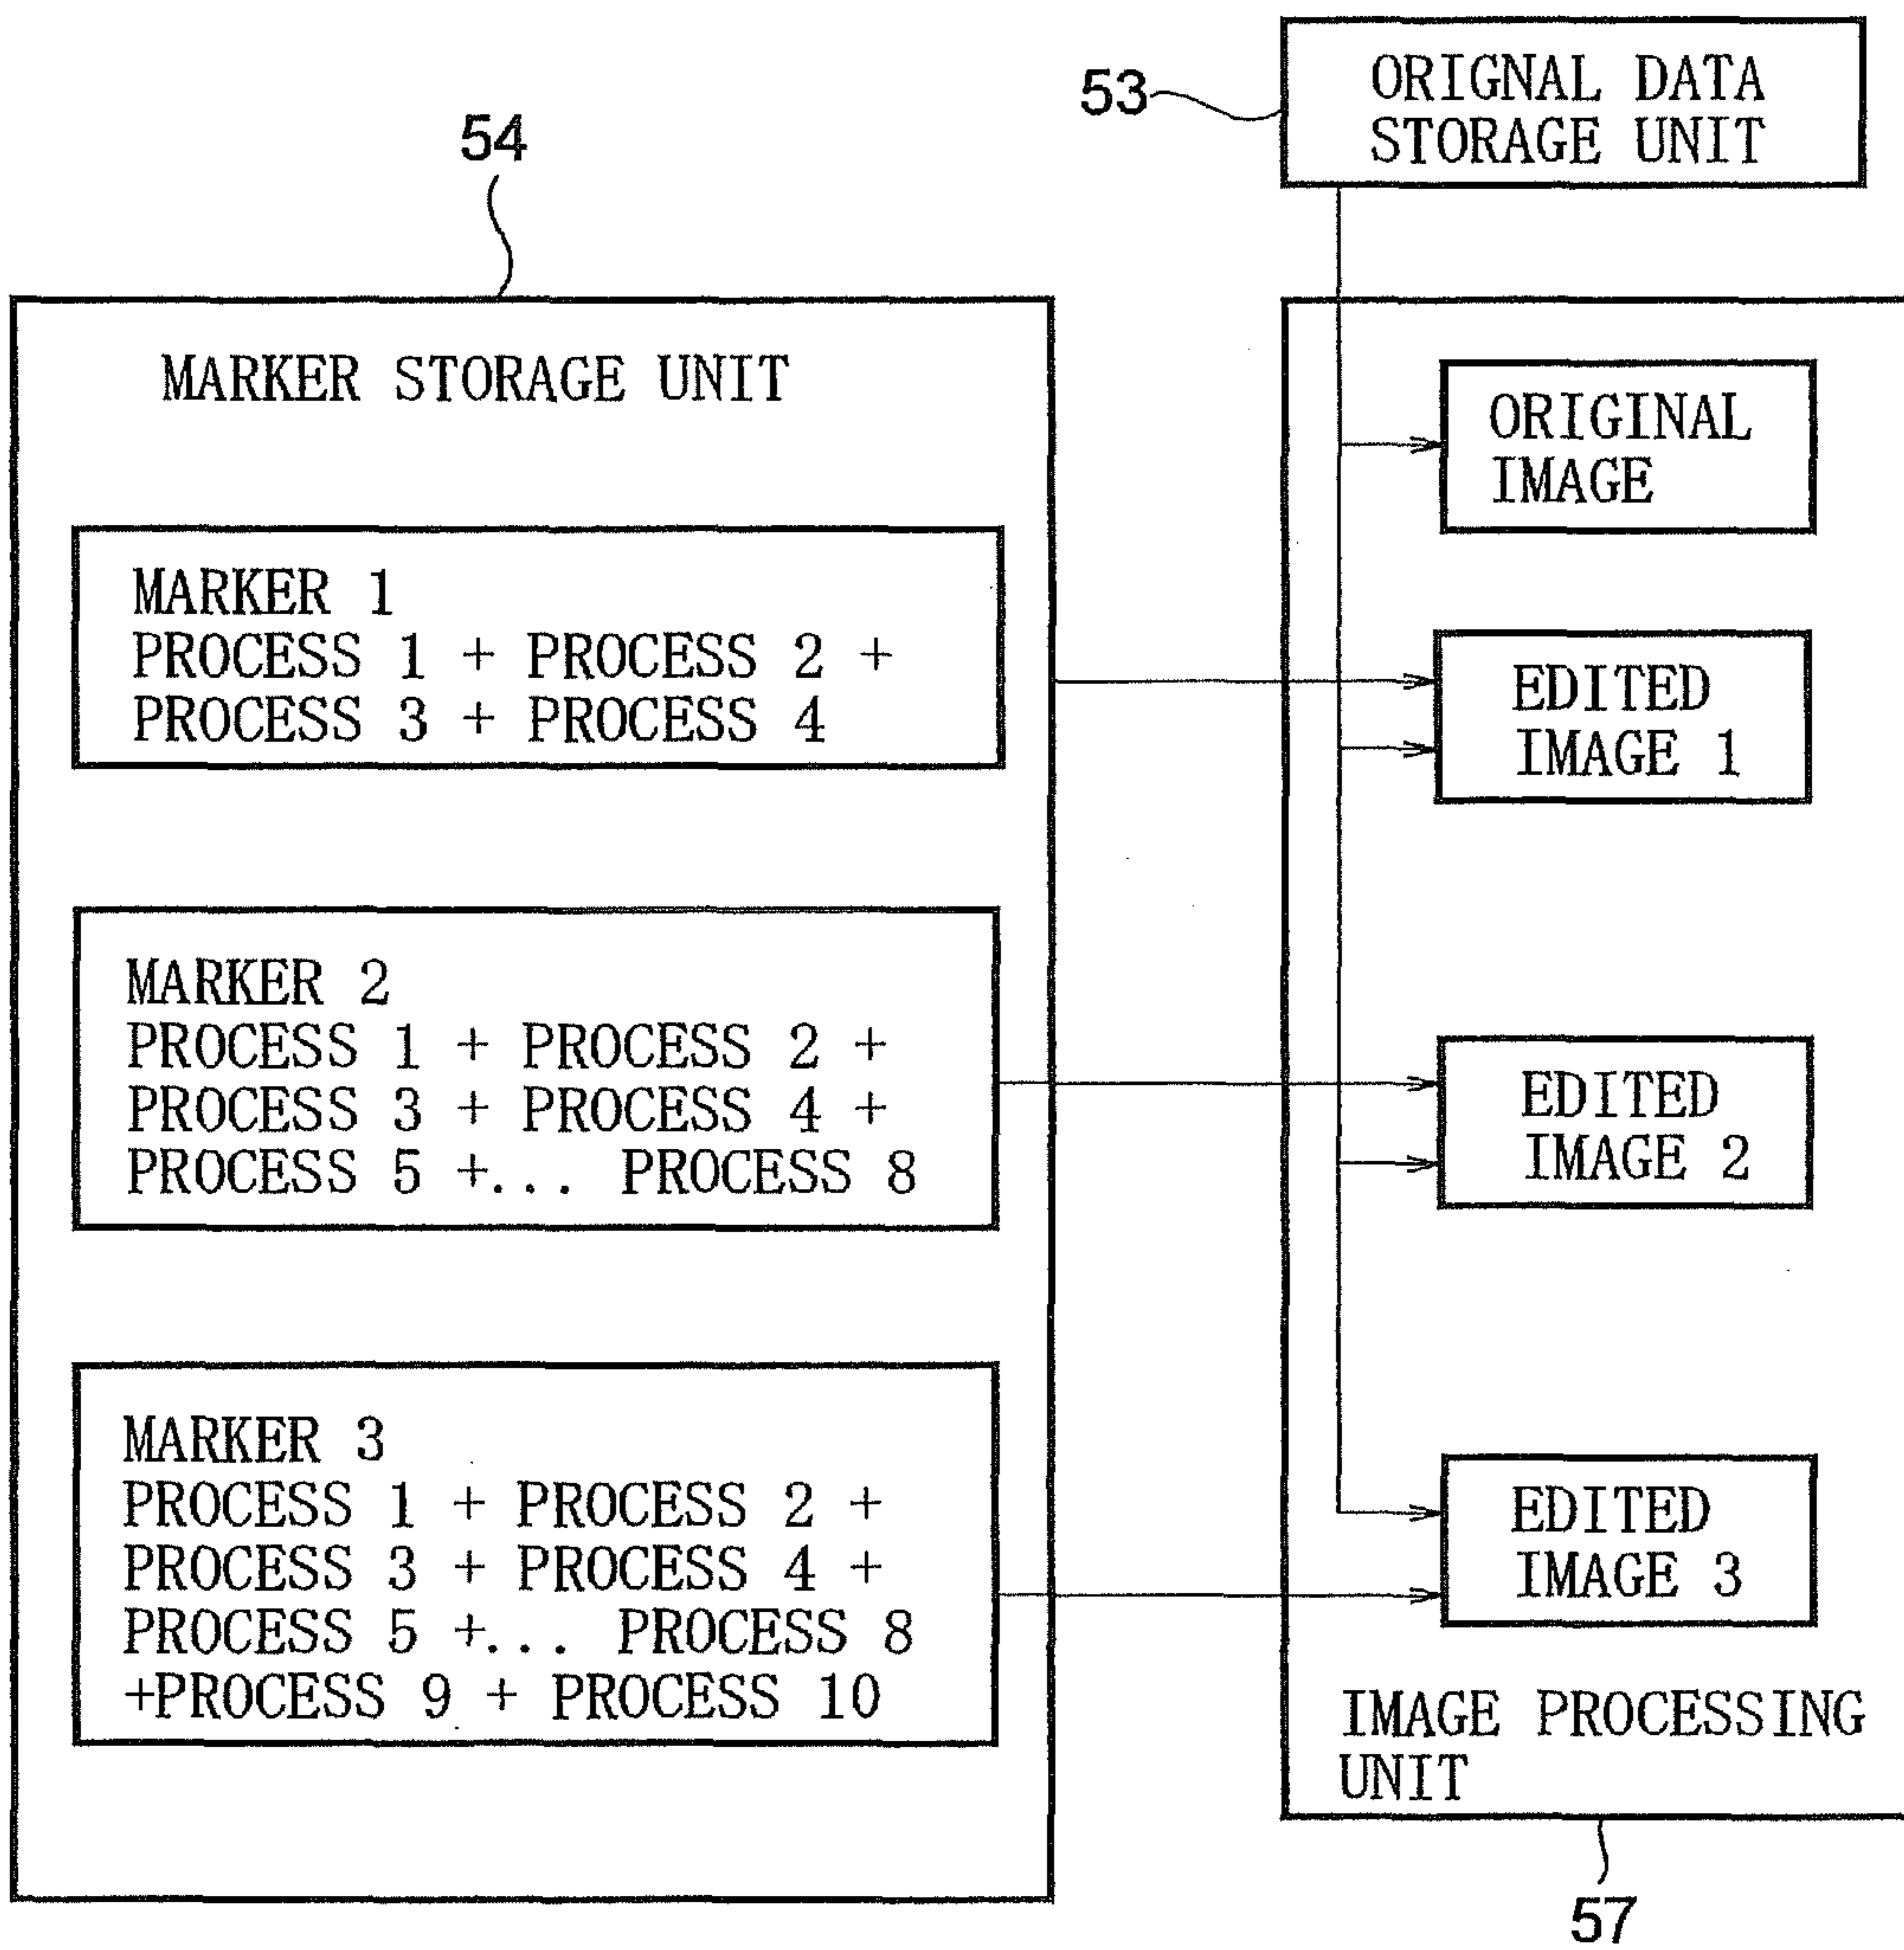 53
ORIGNAL DATA
STORAGE UNIT
54
MARKER STORAGE UNIT
MARKER 1
PROCESS 1 + PROCESS 2 +
PROCESS 3 + PROCESS 4
MARKER 2
PROCESS 1 + PROCESS 2 +
PROCESS 3 + PROCESS 4 +
PROCESS 5 +... PROCESS 8
MARKER 3
PROCESS 1 + PROCESS 2 +
PROCESS 3 + PROCESS 4 +
PROCESS 5 +... PROCESS 8
+PROCESS 9 + PROCESS 10
ORIGINAL
IMAGE
EDITED
IMAGE 1
EDITED
IMAGE 2
EDITED
IMAGE 3
IMAGE PROCESSING
UNIT
57